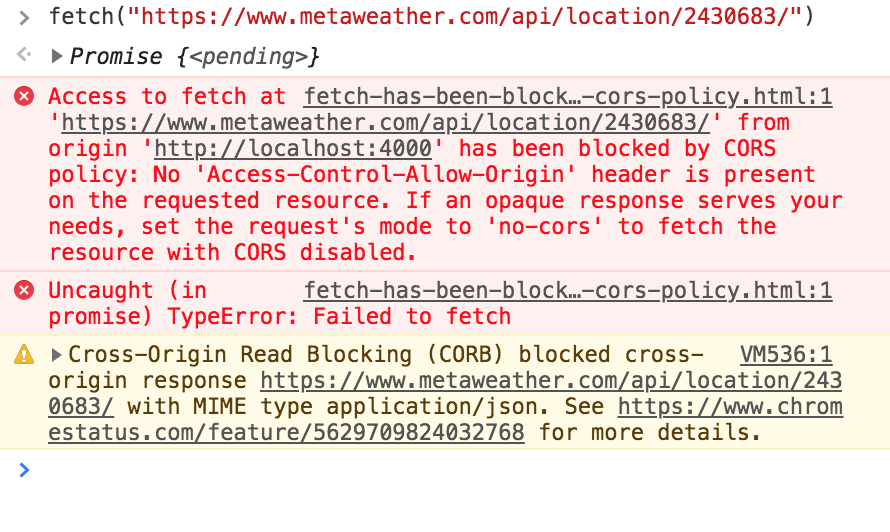 fetch("https://www.metaweather.com/api/location/2430683/")
Promise {<pending>}
Access to fetch at fetch-has-been-block…-cors-policy.html:1
'https://www.metaweather.com/api/location/2430683/' from
origin 'http://localhost:4000' has been blocked by CORS
policy: No 'Access-Control-Allow-Origin' header is present
on the requested resource. If an opaque response serves your
needs, set the request's mode to 'no-cors' to fetch the
resource with CORS disabled.
Uncaught (in fetch-has-been-block…-cors-policy.html:1
promise) TypeError: Failed to fetch
Cross-Origin Read Blocking (CORB) blocked cross- VM536:1
origin response https://www.metaweather.com/api/location/243
0683/ with MIME type application/json. See https://www.chrom
estatus.com/feature/5629709824032768 for more details.